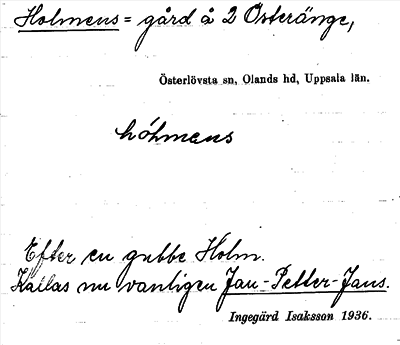 Holmens = gård å 2 Österänge,
Österlövsta sn, Olands hd, Uppsala län.
hóhmens
Efter en gubbe Holm.
Kallas nu vanligen Jan-Petter-Jans.
Ingegärd Isaksson 1936.